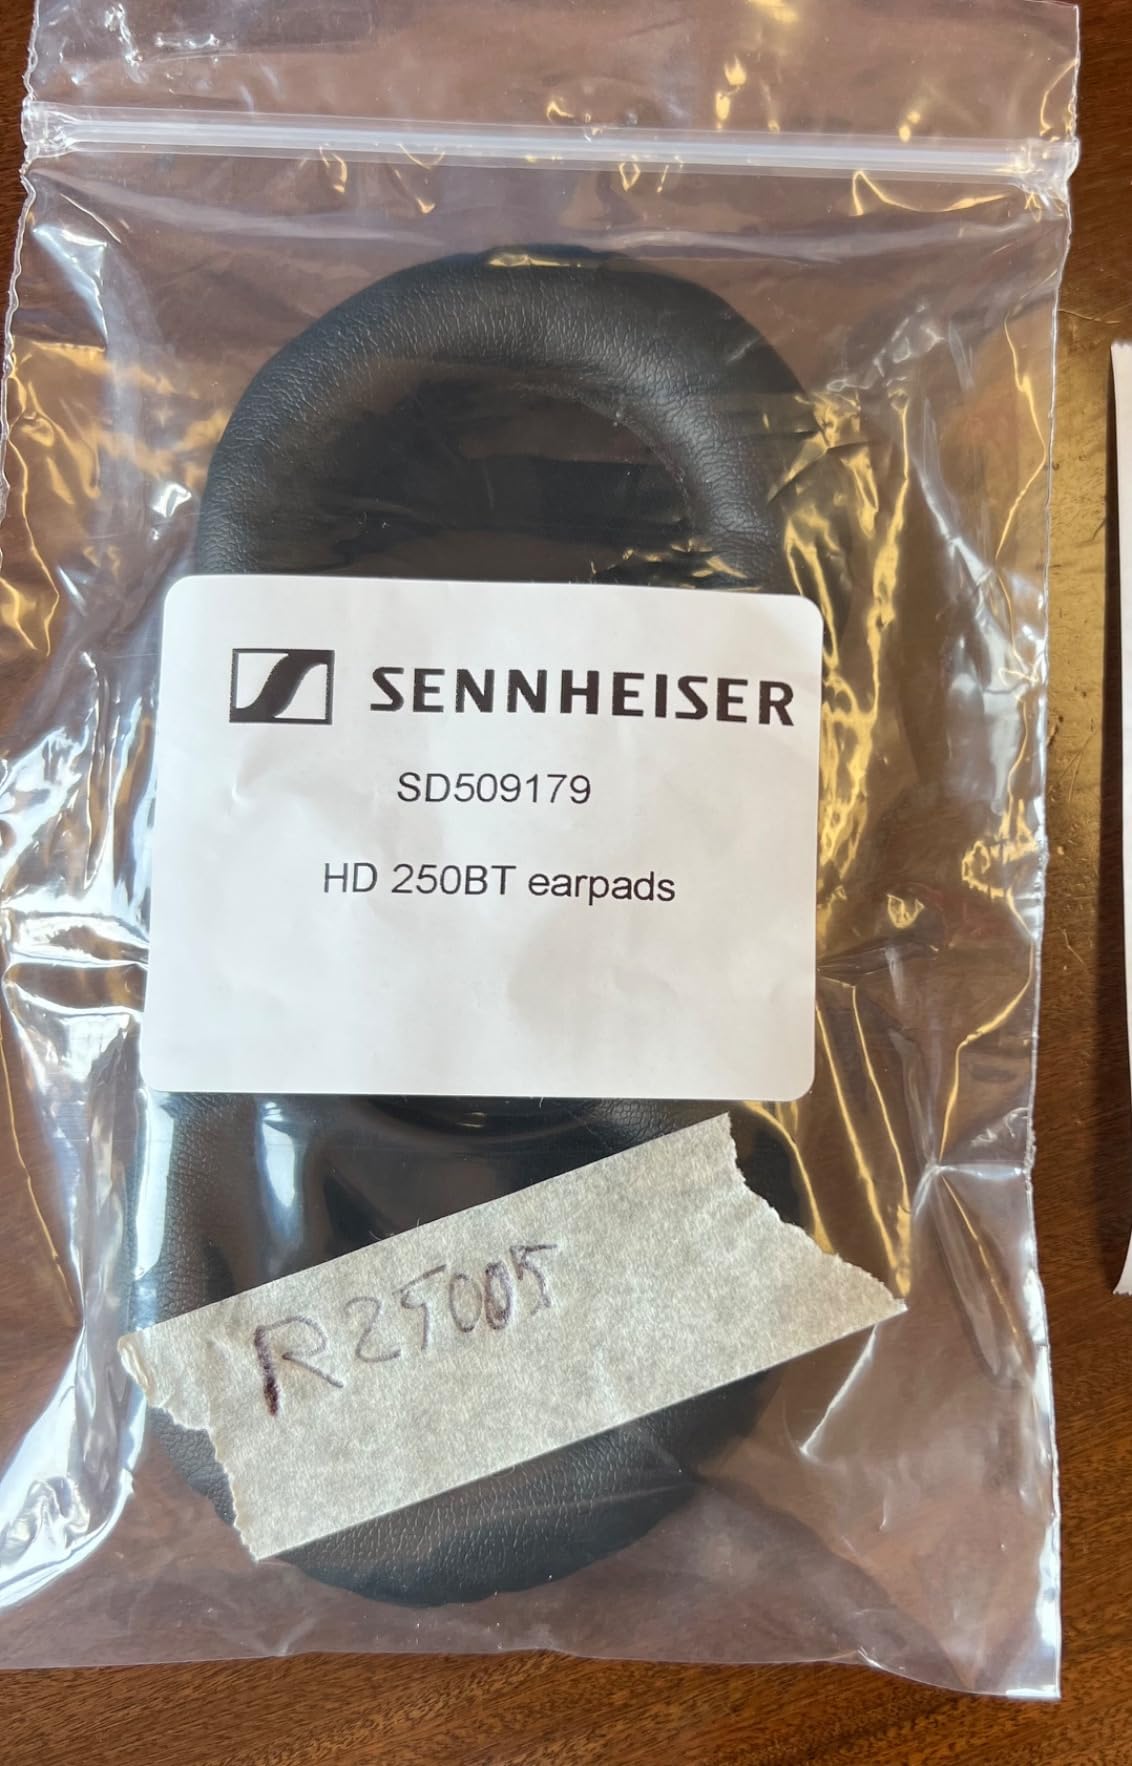 SENNHEISER
SD509179
HD 250BT earpads
R25005